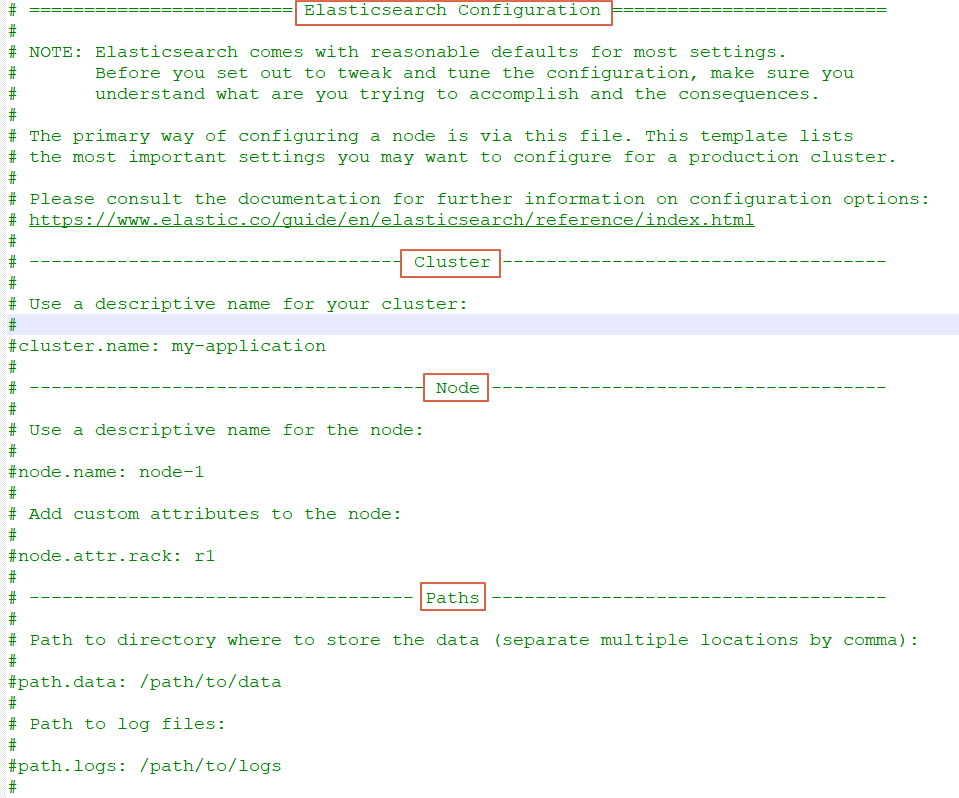 # ======================== Elasticsearch Configuration =========================
#
# NOTE: Elasticsearch comes with reasonable defaults for most settings.
#       Before you set out to tweak and tune the configuration, make sure you
#       understand what are you trying to accomplish and the consequences.
#
# The primary way of configuring a node is via this file. This template lists
# the most important settings you may want to configure for a production cluster.
#
# Please consult the documentation for further information on configuration options:
# https://www.elastic.co/guide/en/elasticsearch/reference/index.html
#
# ---------------------------------- Cluster -----------------------------------
#
# Use a descriptive name for your cluster:
#
#cluster.name: my-application
#
# ------------------------------------ Node ------------------------------------
#
# Use a descriptive name for the node:
#
#node.name: node-1
#
# Add custom attributes to the node:
#
#node.attr.rack: r1
#
# ----------------------------------- Paths ------------------------------------
#
# Path to directory where to store the data (separate multiple locations by comma):
#
#path.data: /path/to/data
#
# Path to log files:
#
#path.logs: /path/to/logs
#